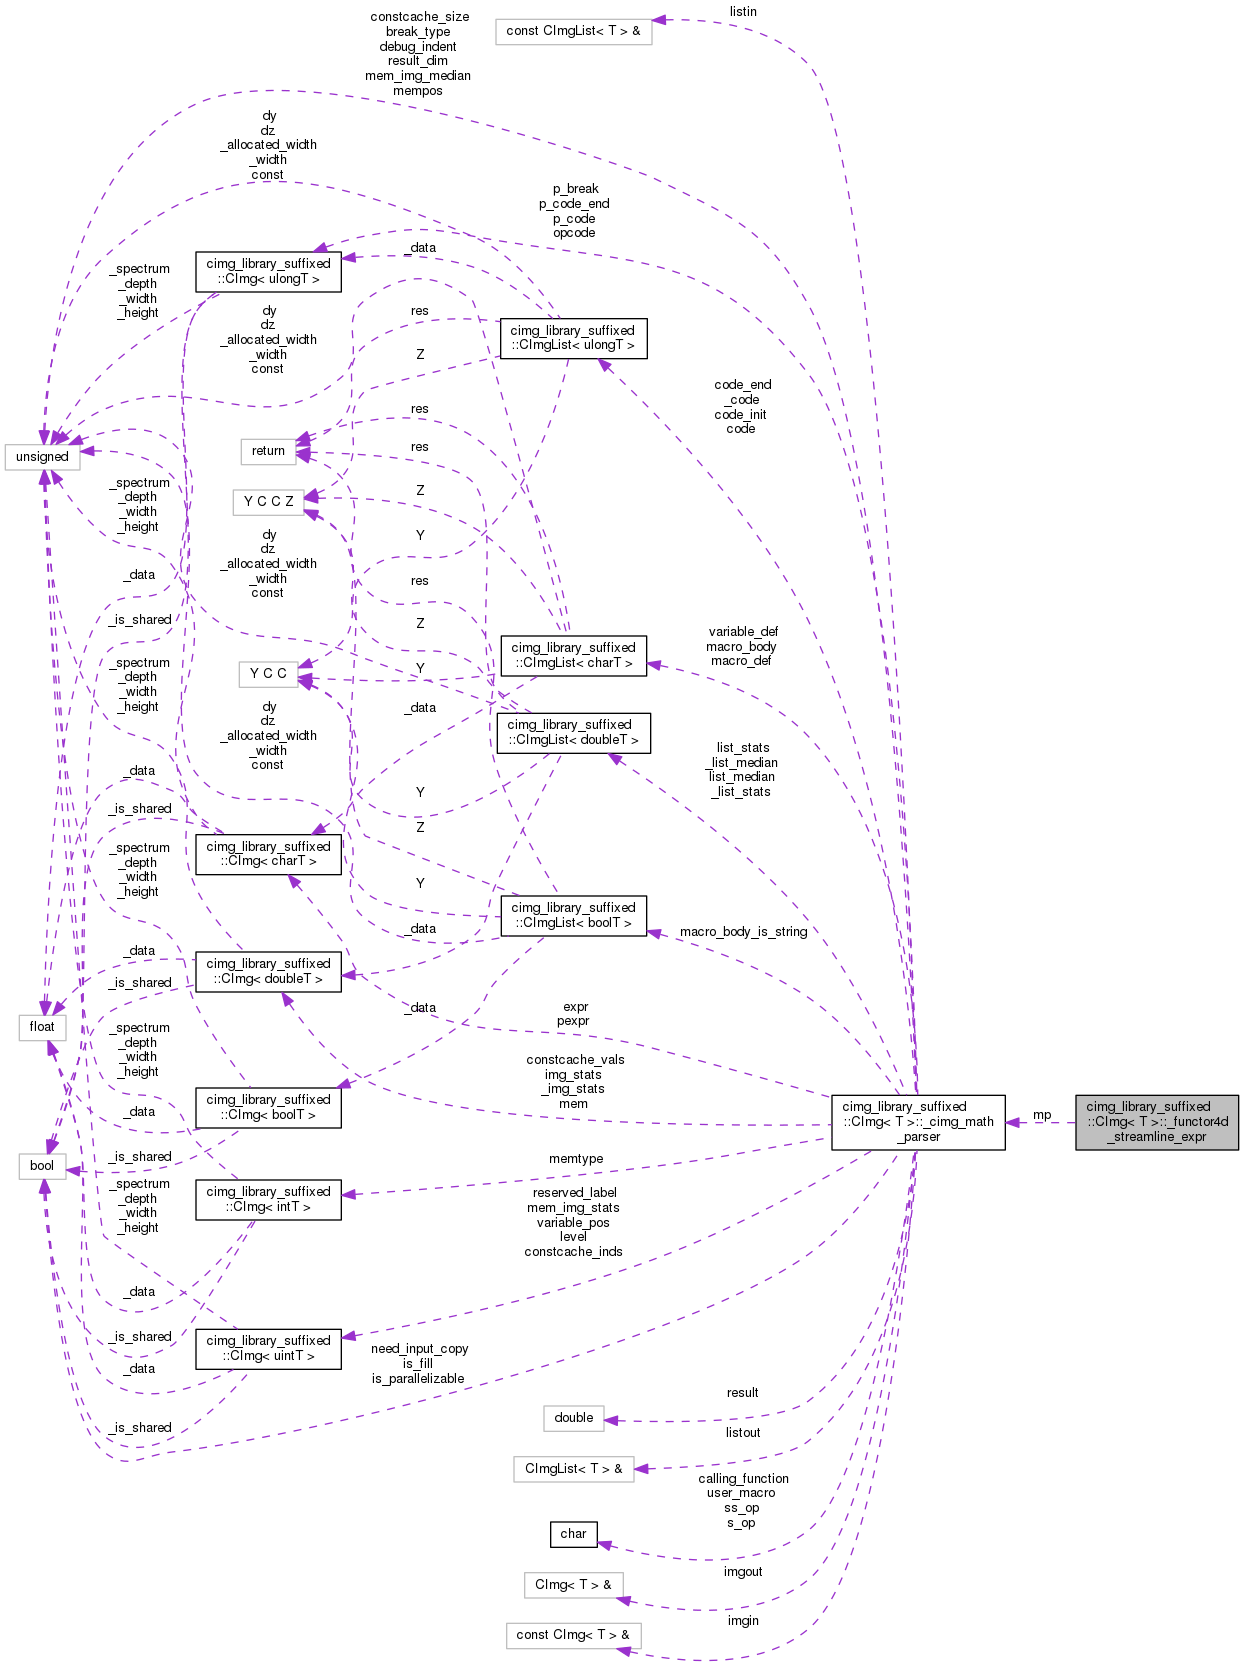 constcache_size
break_type
debug_indent
result_dim
mem_img_median
mempos
listin
const CImgList< T > &
dy
dz
_allocated_width
_width
const
p_break
p_code_end
p_code
opcode
_data
cimg_library_suffixed
::CImg< ulongT >
_spectrum
_depth
_width
_height
dy
dz
_allocated_width
_width
const
res
cimg_library_suffixed
::CImgList< ulongT >
Z
code_end
_code
code_init
code
res
unsigned
return
res
_spectrum
_depth
_width
_height
Y C C Z
Z
dy
dz
_allocated_width
_width
const
Y
_data
res
_is_shared
Z
variable_def
macro_body
macro_def
cimg_library_suffixed
::CImgList< charT >
_spectrum
_depth
_width
_height
Y C C
Y
dy
dz
_allocated_width
_width
const
_data
cimg_library_suffixed
::CImgList< doubleT >
list_stats
_list_median
list_median
_list_stats
_data
Y
_is_shared
Z
cimg_library_suffixed
::CImg< charT >
_spectrum
_depth
_width
_height
Y
cimg_library_suffixed
::CImgList< boolT >
_data
macro_body_is_string
_data
cimg_library_suffixed
::CImg< doubleT >
_is_shared
_data
expr
pexpr
float
_spectrum
_depth
_width
_height
constcache_vals
img_stats
_img_stats
mem
cimg_library_suffixed
::CImg< boolT >
_data
cimg_library_suffixed
::CImg< T >::_cimg_math
_parser
mp
cimg_library_suffixed
::CImg< T >::_functor4d
_streamline_expr
bool
_is_shared
memtype
_spectrum
_depth
_width
_height
cimg_library_suffixed
::CImg< intT >
reserved_label
mem_img_stats
variable_pos
level
constcache_inds
_data
_is_shared
cimg_library_suffixed
::CImg< uintT >
_data
need_input_copy
is_fill
is_parallelizable
_is_shared
result
double
listout
CImgList< T > &
calling_function
user_macro
ss_op
s_op
char
imgout
CImg< T > &
imgin
const CImg< T > &